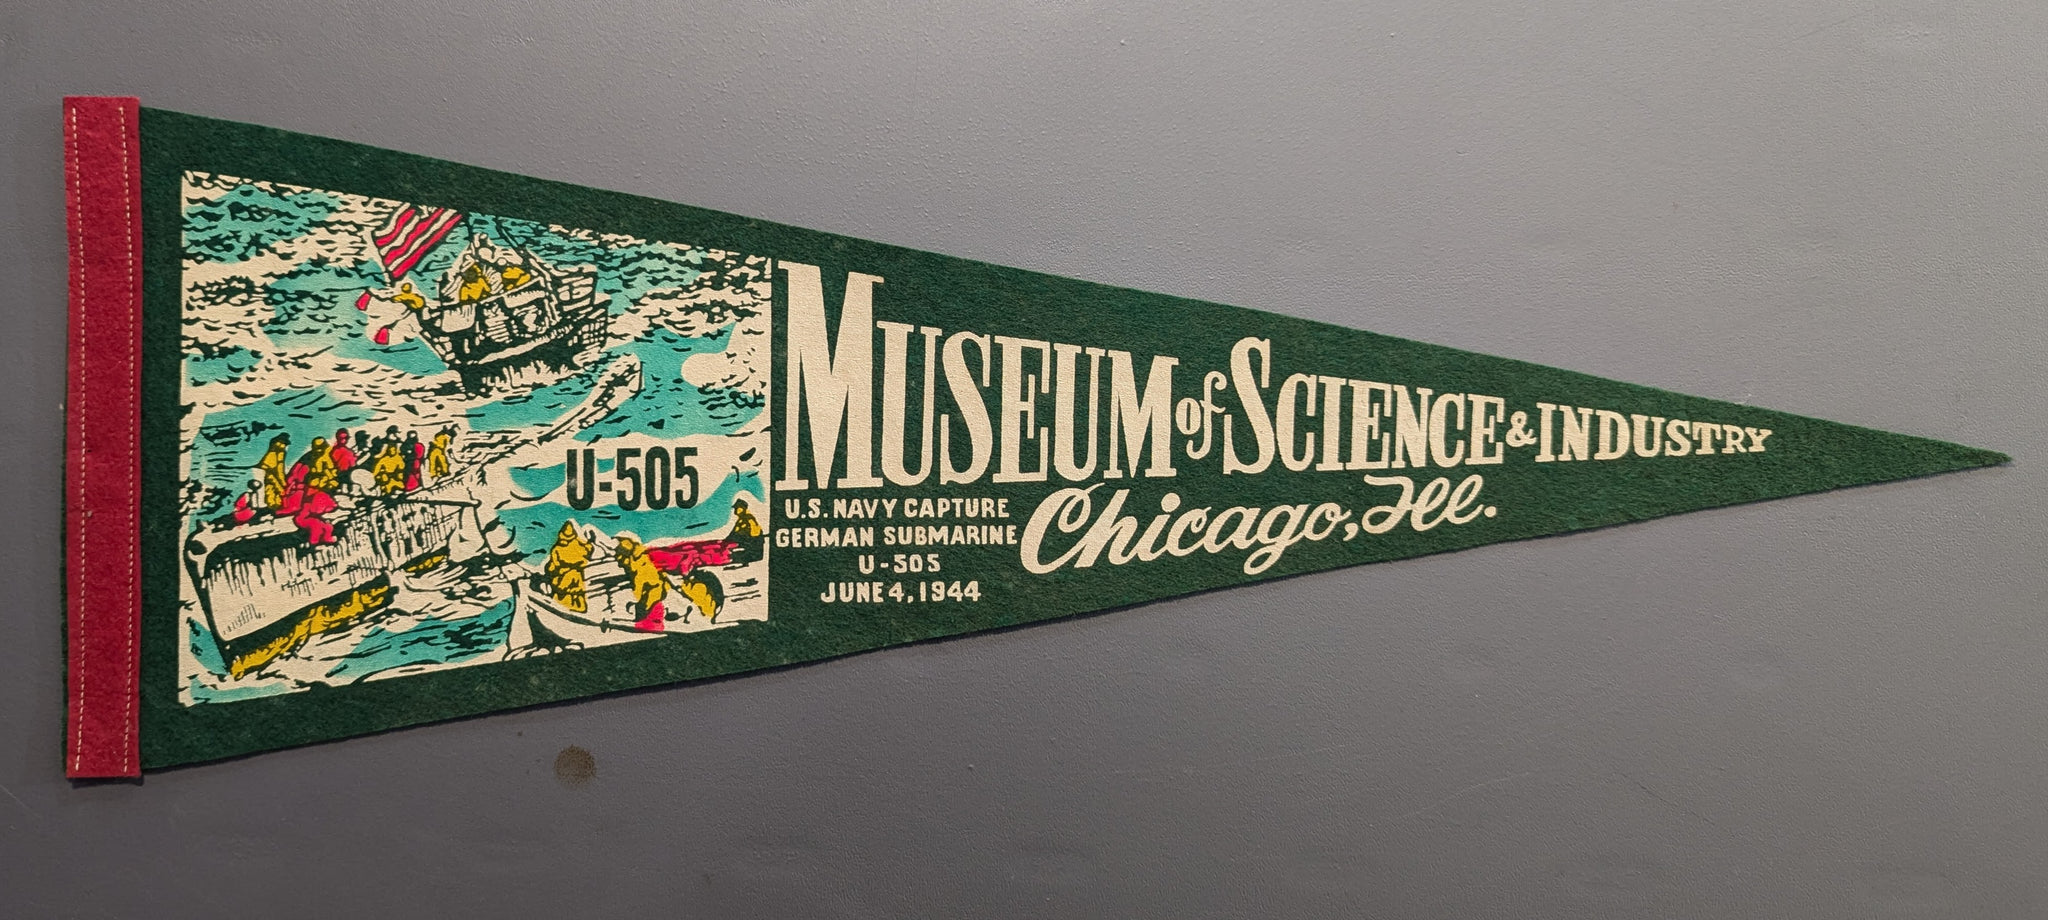 U-505
MUSEUM of SCIENCE & INDUSTRY
Chicago, Ill.
U.S. NAVY CAPTURE
GERMAN SUBMARINE
U-505
JUNE 4, 1944